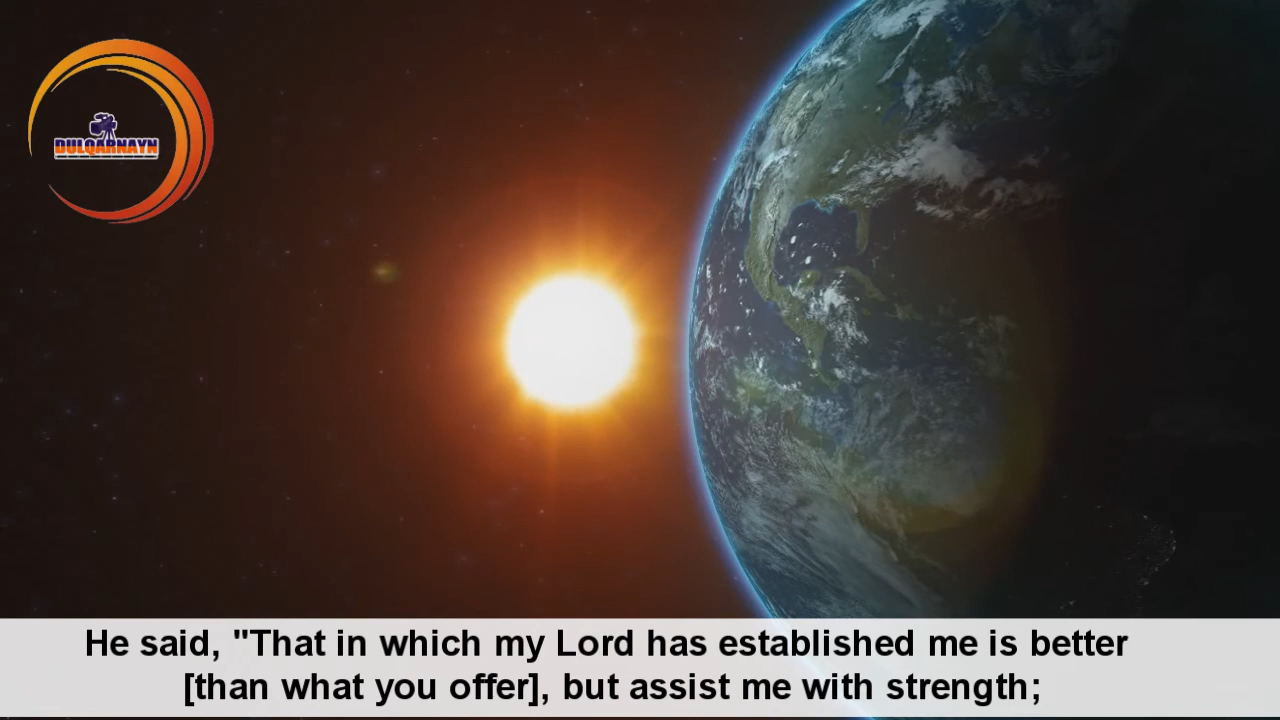 DULQARNAYN
He said, "That in which my Lord has established me is better
[than what you offer], but assist me with strength;